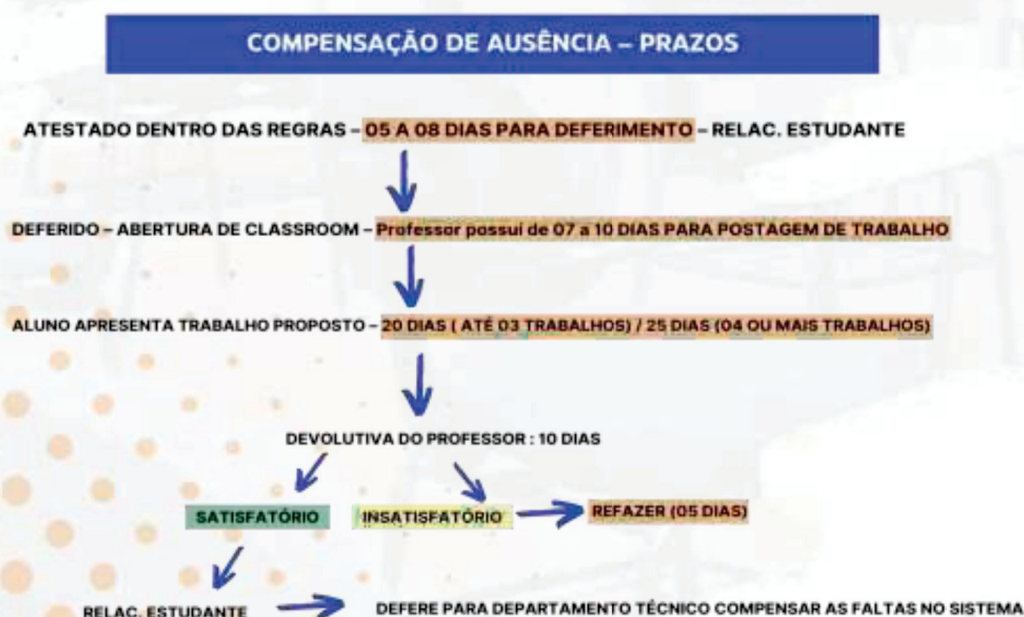 COMPENSAÇÃO DE AUSÊNCIA – PRAZOS
ATESTADO DENTRO DAS REGRAS – 05 A 08 DIAS PARA DEFERIMENTO – RELAC. ESTUDANTE
DEFERIDO – ABERTURA DE CLASSROOM – Professor possui de 07 a 10 DIAS PARA POSTAGEM DE TRABALHO
ALUNO APRESENTA TRABALHO PROPOSTO – 20 DIAS ( ATÉ 03 TRABALHOS) / 25 DIAS (04 OU MAIS TRABALHOS)
DEVOLUTIVA DO PROFESSOR : 10 DIAS
SATISFATÓRIO INSATISFATÓRIO REFAZER (05 DIAS)
RELAC. ESTUDANTE DEFERE PARA DEPARTAMENTO TÉCNICO COMPENSAR AS FALTAS NO SISTEMA